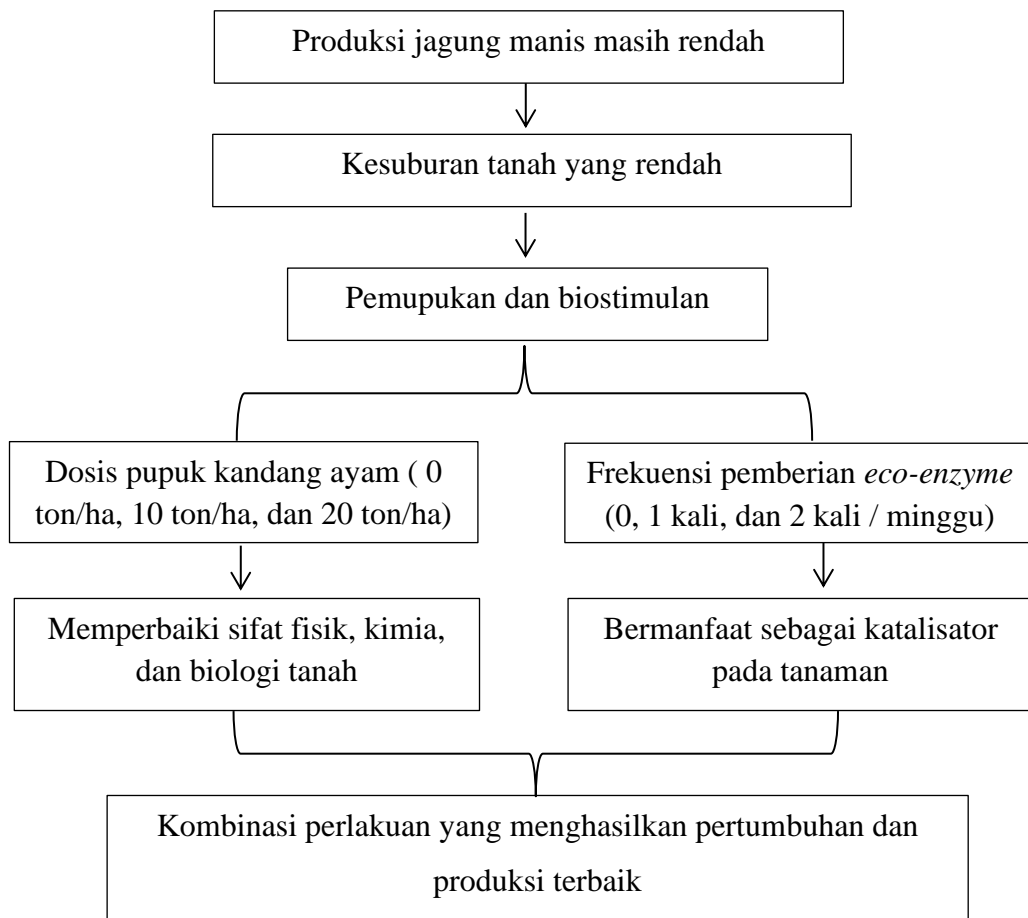 Produksi jagung manis masih rendah
Kesuburan tanah yang rendah
Pemupukan dan biostimulan
Dosis pupuk kandang ayam ( 0
ton/ha, 10 ton/ha, dan 20 ton/ha)
Frekuensi pemberian eco-enzyme
(0, 1 kali, dan 2 kali / minggu)
Memperbaiki sifat fisik, kimia,
dan biologi tanah
Bermanfaat sebagai katalisator
pada tanaman
Kombinasi perlakuan yang menghasilkan pertumbuhan dan
produksi terbaik